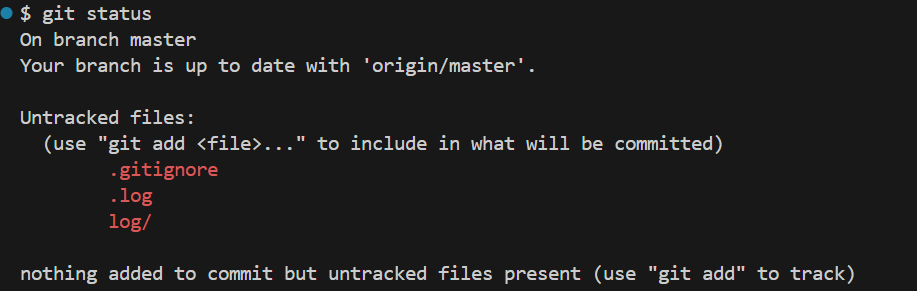 $ git status
On branch master
Your branch is up to date with 'origin/master'.
Untracked files:
(use "git add <file>..." to include in what will be committed)
.gitignore
.log
log/
nothing added to commit but untracked files present (use "git add" to track)